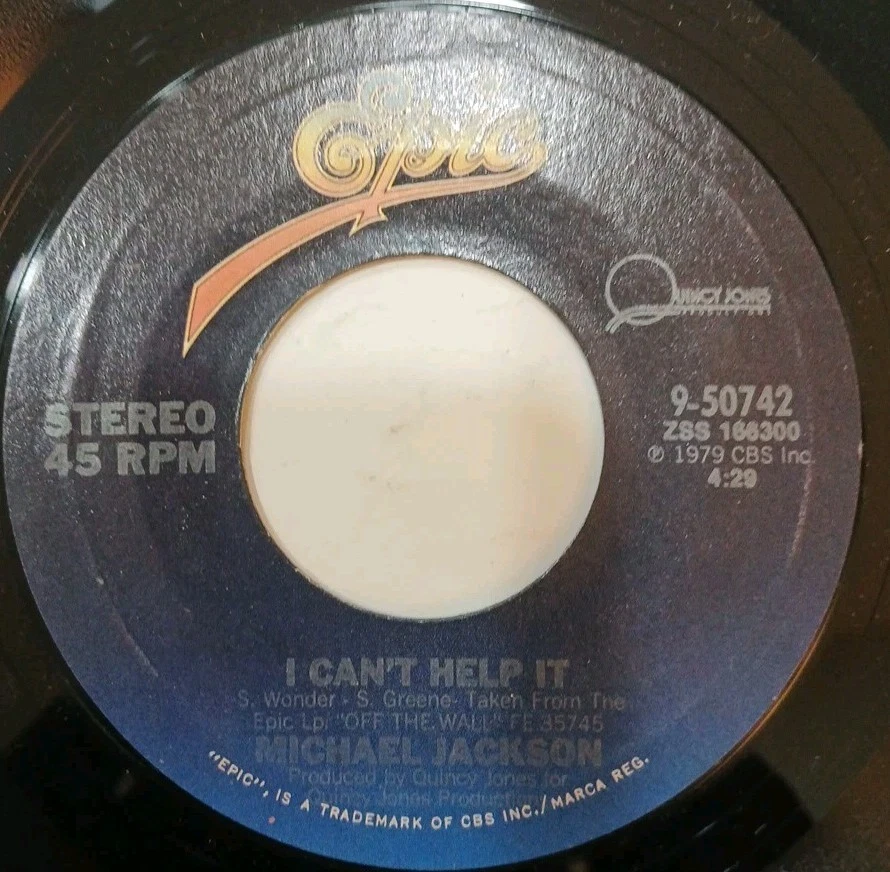 Epic
QUINCY JONES
STEREO
45 RPM
9-50742
ZSS 166300
℗ 1979 CBS Inc.
4:29
I CAN'T HELP IT
S. Wonder - S. Greene- Taken From The
Epic Lp: "OFF THE WALL" FE 35745
MICHAEL JACKSON
Produced by Quincy Jones for
Quincy Jones Productions
"EPIC", IS A TRADEMARK OF CBS INC./MARCA REG.